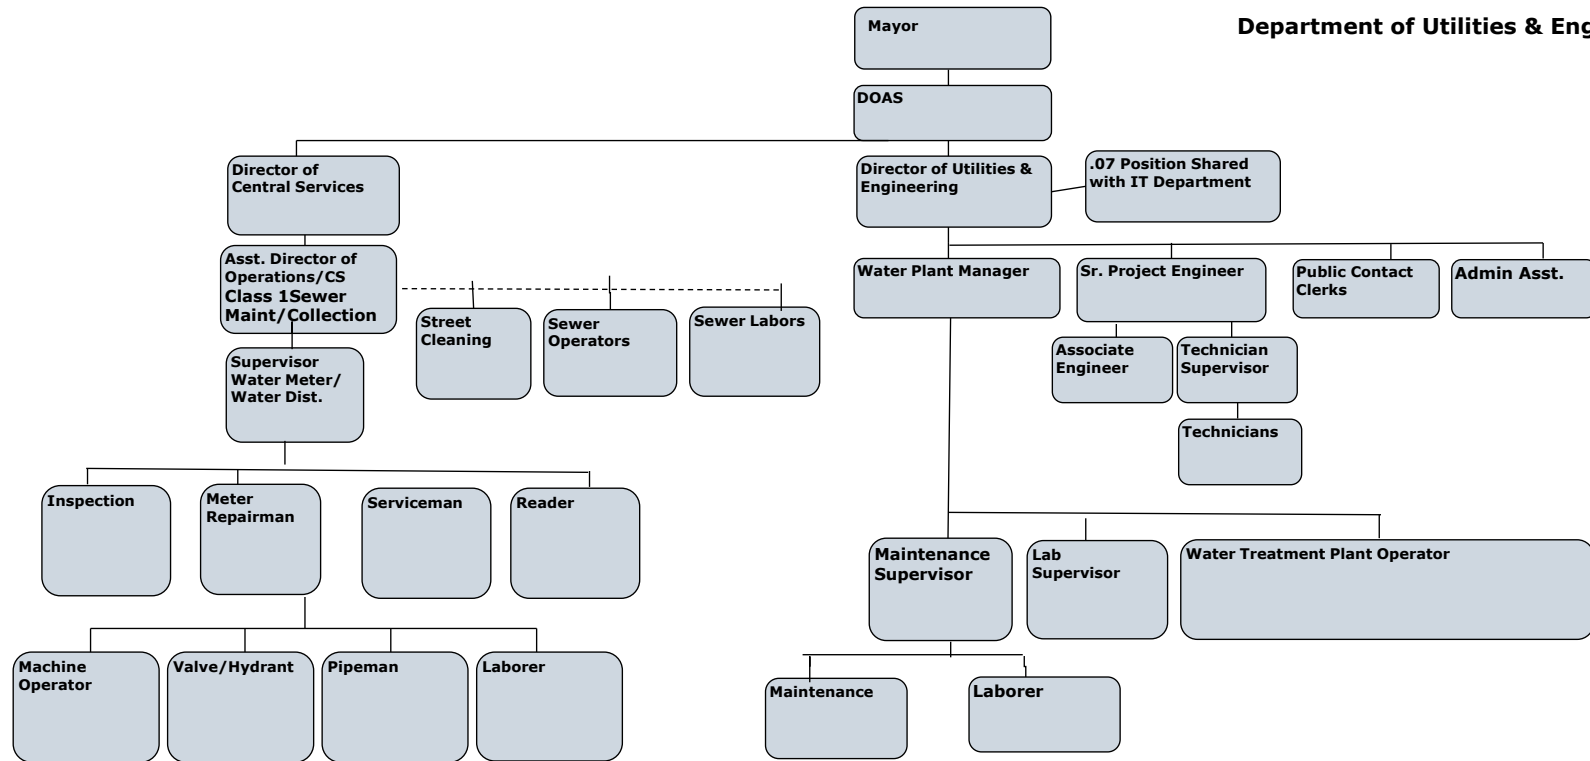 Mayor
Department of Utilities & Eng
DOAS
Director of
Central Services
Director of Utilities &
Engineering
.07 Position Shared
with IT Department
Asst. Director of
Operations/CS
Class 1Sewer
Maint/Collection
Water Plant Manager
Sr. Project Engineer
Public Contact
Clerks
Admin Asst.
Street
Cleaning
Sewer
Operators
Sewer Labors
Supervisor
Water Meter/
Water Dist.
Associate
Engineer
Technician
Supervisor
Technicians
Inspection
Meter
Repairman
Serviceman
Reader
Maintenance
Supervisor
Lab
Supervisor
Water Treatment Plant Operator
Machine
Operator
Valve/Hydrant
Pipeman
Laborer
Maintenance
Laborer